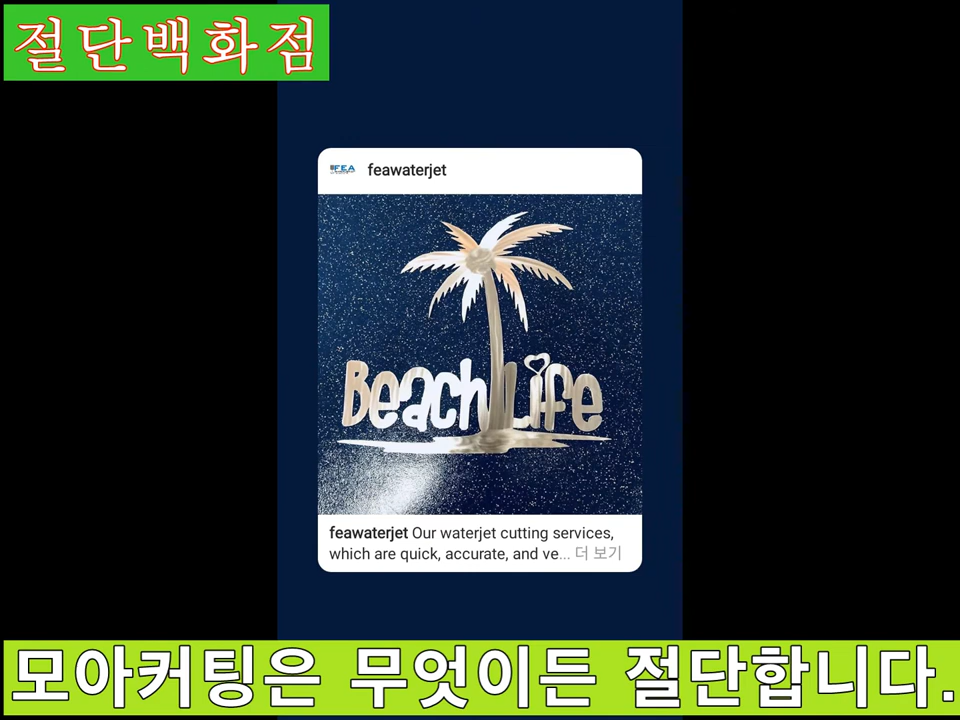 절단백화점
FEA
feawaterjet
Beach Life
feawaterjet Our waterjet cutting services,
which are quick, accurate, and ve... 더 보기
모아커팅은 무엇이든 절단합니다.